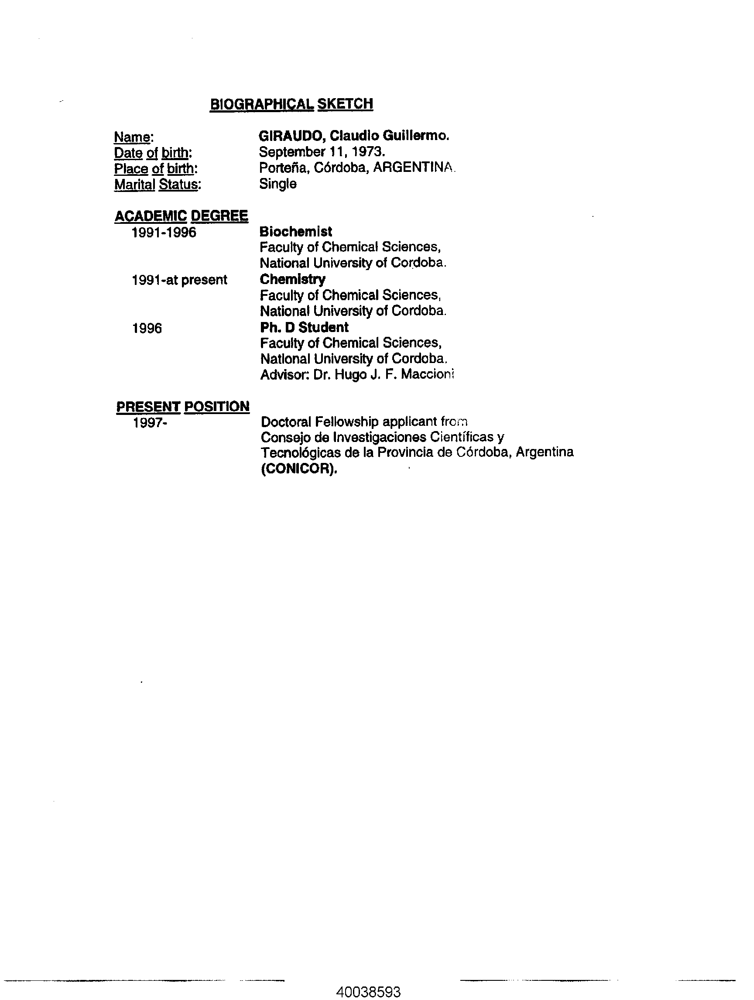 BIOGRAPHICAL SKETCH
Name: GIRAUDO, Claudio Guillermo.
Date of birth: September 11, 1973.
Place of birth: Porteña, Córdoba, ARGENTINA.
Marital Status: Single
ACADEMIC DEGREE
1991-1996 Biochemist
Faculty of Chemical Sciences,
National University of Cordoba.
1991-at present Chemistry
Faculty of Chemical Sciences,
National University of Cordoba.
1996 Ph. D Student
Faculty of Chemical Sciences,
National University of Cordoba.
Advisor: Dr. Hugo J. F. Maccioni
PRESENT POSITION
1997- Doctoral Fellowship applicant from
Consejo de Investigaciones Científicas y
Tecnológicas de la Provincia de Córdoba, Argentina
(CONICOR).
40038593